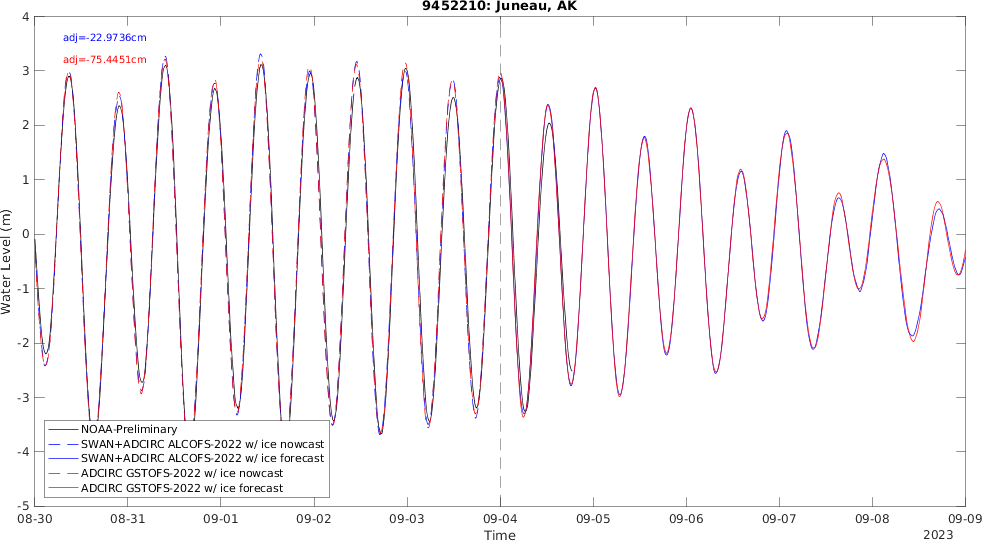 9452210: Juneau, AK
adj=-22.9736cm
adj=-75.4451cm
Water Level (m)
4
3
2
1
0
-1
-2
-3
-4
-5
NOAA-Preliminary
SWAN+ADCIRC ALCOFS-2022 w/ ice nowcast
SWAN+ADCIRC ALCOFS-2022 w/ ice forecast
ADCIRC GSTOFS-2022 w/ ice nowcast
ADCIRC GSTOFS-2022 w/ ice forecast
08-30 08-31 09-01 09-02 09-03 09-04 09-05 09-06 09-07 09-08 09-09
Time
2023